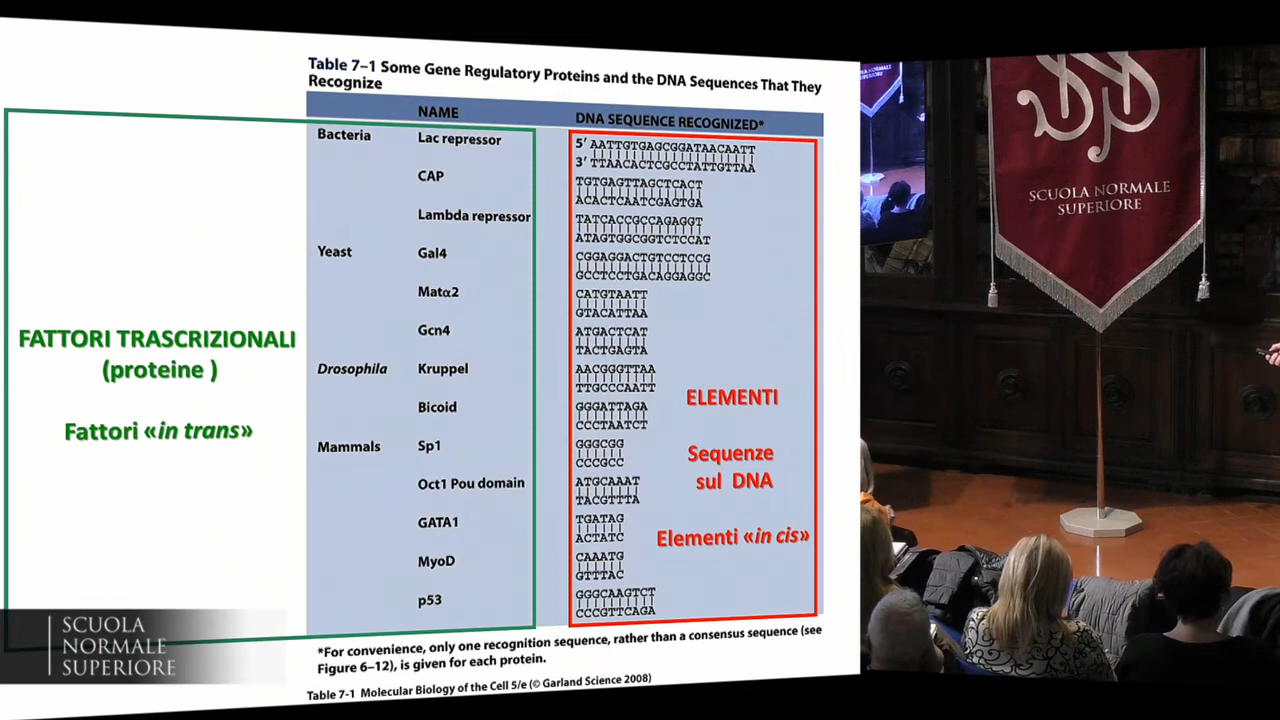 Table 7–1 Some Gene Regulatory Proteins and the DNA Sequences That They
Recognize
NAME
DNA SEQUENCE RECOGNIZED*
Bacteria
Lac repressor
5′ AATTGTGAGCGGATAACAATT
3′ TTAACACTCGCCTATTGTTAA
CAP
TGTGAGTTAGCTCACT
ACACTCAATCGAGTGA
Lambda repressor
TATCACCGCCAGAGGT
ATAGTGGCGGTCTCCAT
Yeast
Gal4
CGGAGGACTGTCCTCCG
GCCTCCTGACAGGAGGC
Matα2
CATGTAATT
GTACATTAA
Gcn4
ATGACTCAT
TACTGAGTA
Drosophila
Kruppel
AACGGGTTAA
TTGCCCAATT
Bicoid
GGGATTAGA
CCCTAATCT
Mammals
Sp1
GGGCGG
CCCGCC
Oct1 Pou domain
ATGCAAAT
TACGTTTA
GATA1
TGATAG
ACTATC
MyoD
CAAATG
GTTTAC
p53
GGGCAAGTCT
CCCGTTCAGA
*For convenience, only one recognition sequence, rather than a consensus sequence (see
Figure 6–12), is given for each protein.
Table 7-1 Molecular Biology of the Cell 5/e (© Garland Science 2008)
FATTORI TRASCRIZIONALI
(proteine )
Fattori «in trans»
ELEMENTI
Sequenze
sul DNA
Elementi «in cis»
SCUOLA
NORMALE
SUPERIORE
SCUOLA NORMALE
SUPERIORE